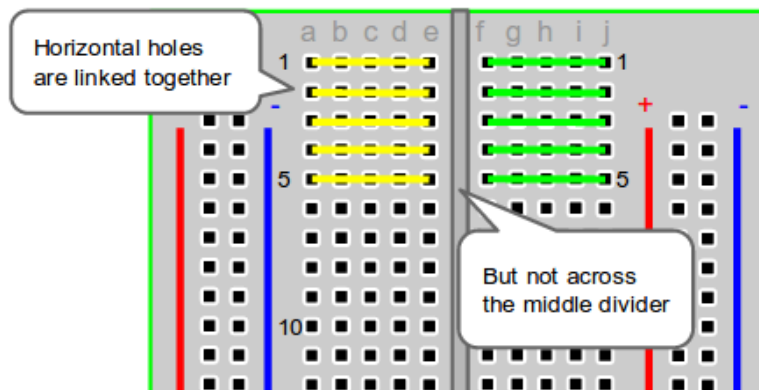 a b c d e f g h i j
Horizontal holes
are linked together
1 1
- + -
5 5
But not across
the middle divider
10